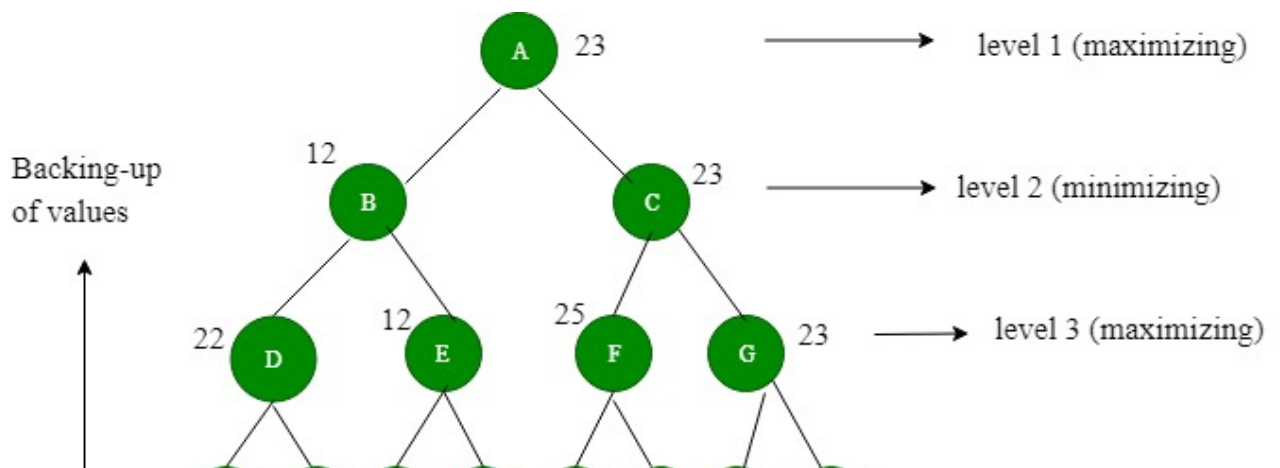 A 23
level 1 (maximizing)
Backing-up
of values
12
B
C
23
level 2 (minimizing)
22
D
12
E
25
F
G
23
level 3 (maximizing)